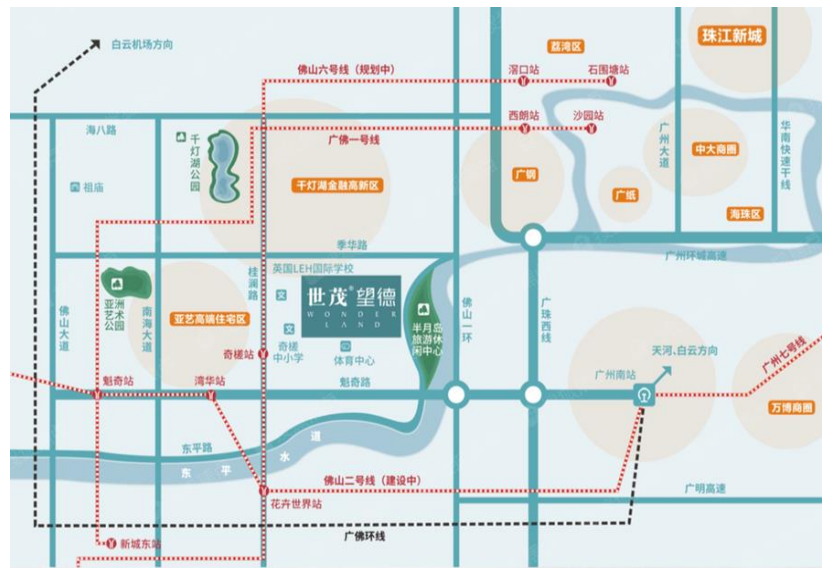 白云机场方向
荔湾区
珠江新城
佛山六号线（规划中）
滘口站
石围塘站
海八路
千灯湖公园
广佛一号线
西朗站
沙园站
广州大道
中大商圈
华南快速干线
祖庙
千灯湖金融高新区
广钢
广纸
海珠区
季华路
广州环城高速
英国LEH国际学校
桂澜路
世茂®望德
WONDER
LAND
亚洲
艺术
公园
佛山大道
南海大道
亚艺高端住宅区
半月岛
旅游休
闲中心
佛山一环
广珠西线
奇槎
中小学
体育中心
奇槎站
天河、白云方向
广州七号线
魁奇站
湾华站
魁奇路
广州南站
万博商圈
东平路
东平水道
佛山二号线（建设中）
广明高速
花卉世界站
广佛环线
新城东站